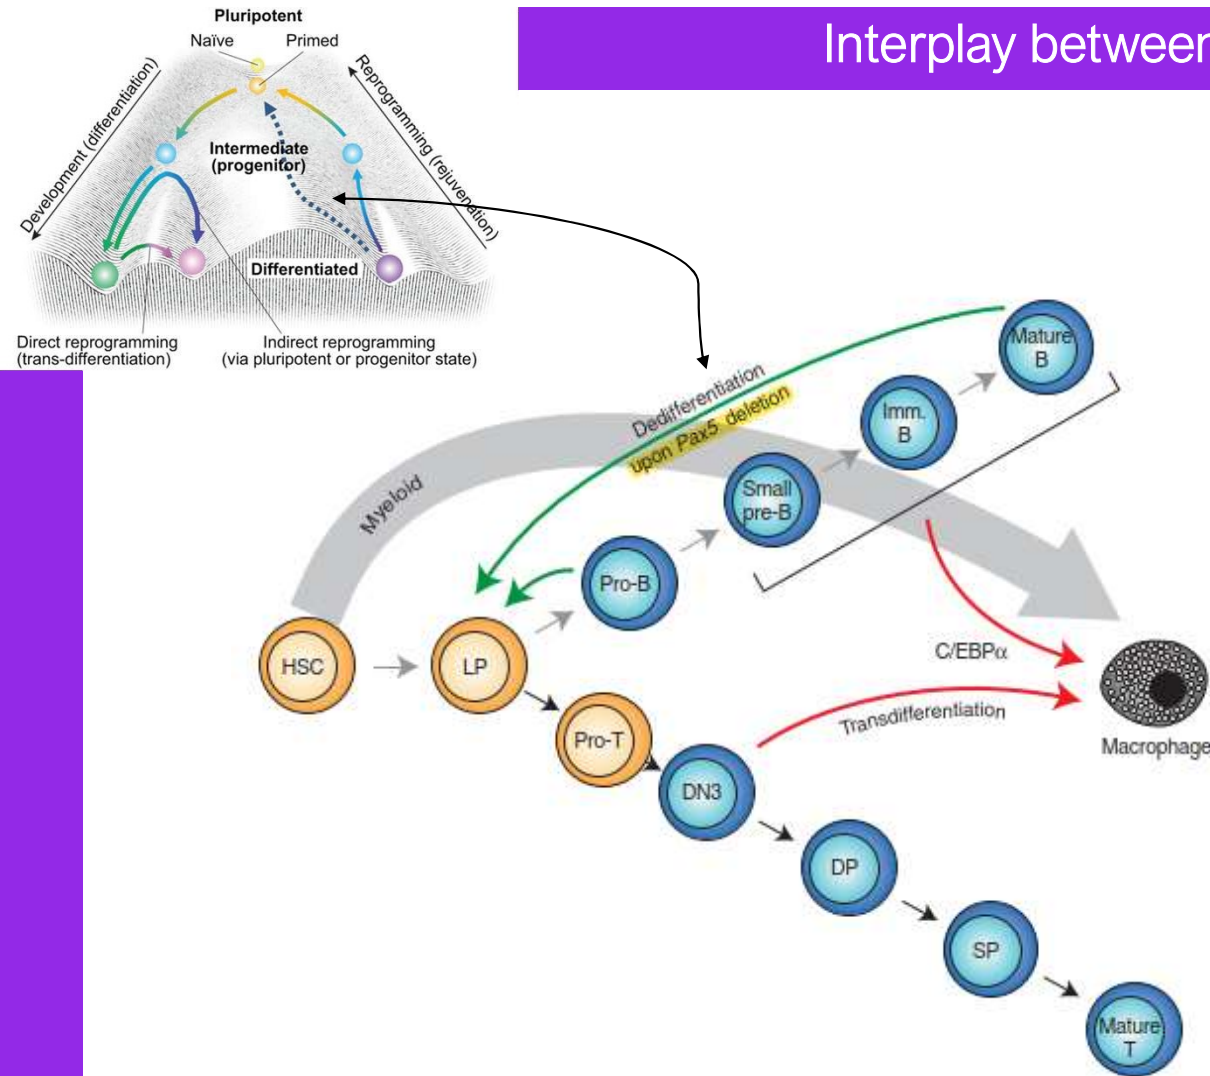 Interplay between
Pluripotent
Naïve
Primed
Development (differentiation)
Reprogramming (rejuvenation)
Intermediate
(progenitor)
Differentiated
Direct reprogramming
(trans-differentiation)
Indirect reprogramming
(via pluripotent or progenitor state)
Mature
B
Dedifferentiation
upon Pax5 deletion
Imm.
B
Myeloid
Small
pre-B
Pro-B
HSC
LP
C/EBPα
Pro-T
Transdifferentiation
Macrophage
DN3
DP
SP
Mature
T